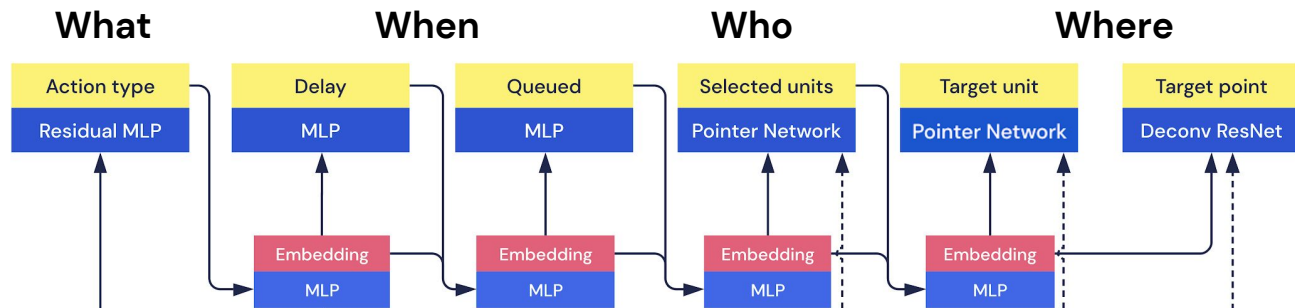 What
When
Who
Where
Action type
Delay
Queued
Selected units
Target unit
Target point
Residual MLP
MLP
MLP
Pointer Network
Pointer Network
Deconv ResNet
Embedding
Embedding
Embedding
Embedding
MLP
MLP
MLP
MLP